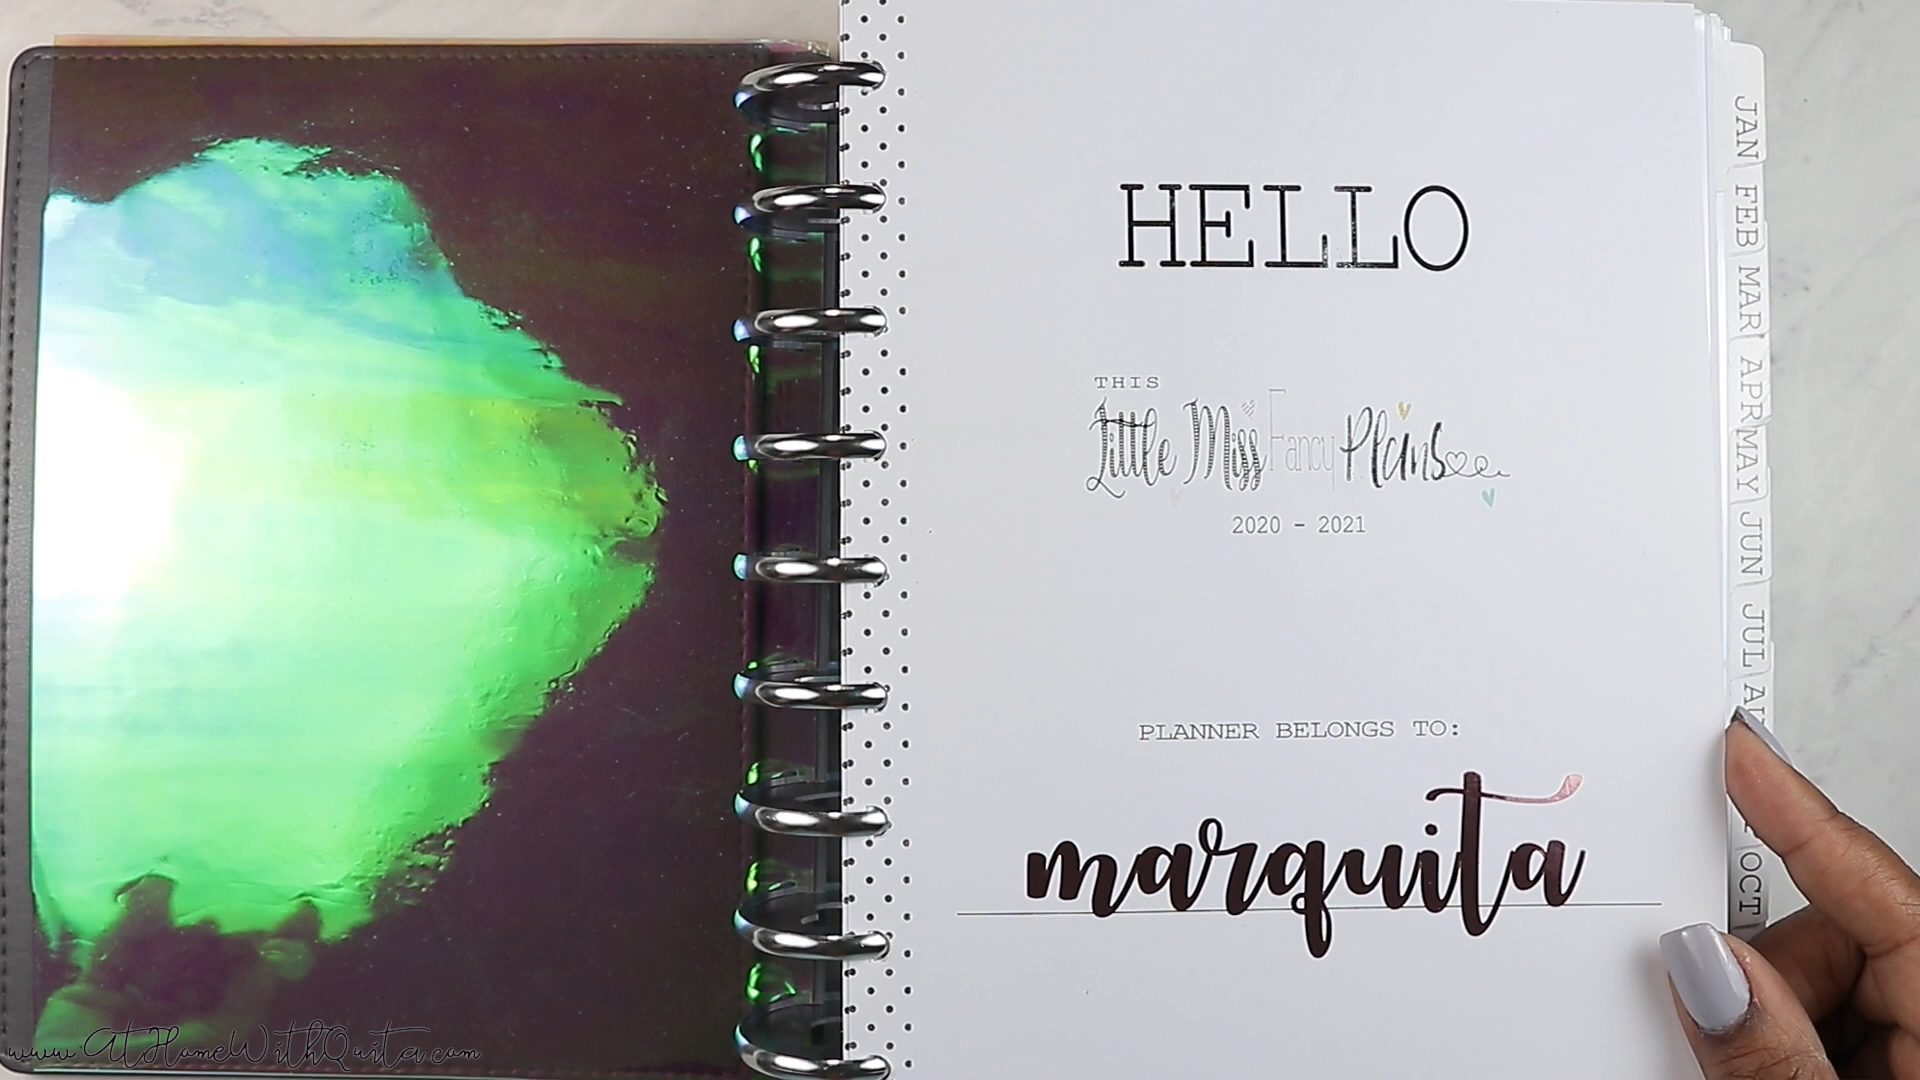 HELLO
THIS
Little Miss Fancy Plans
2020 - 2021
PLANNER BELONGS TO:
marquita
JAN
FEB
MAR
APR
MAY
JUN
JUL
OCT
www.AtHomeWithQuita.com